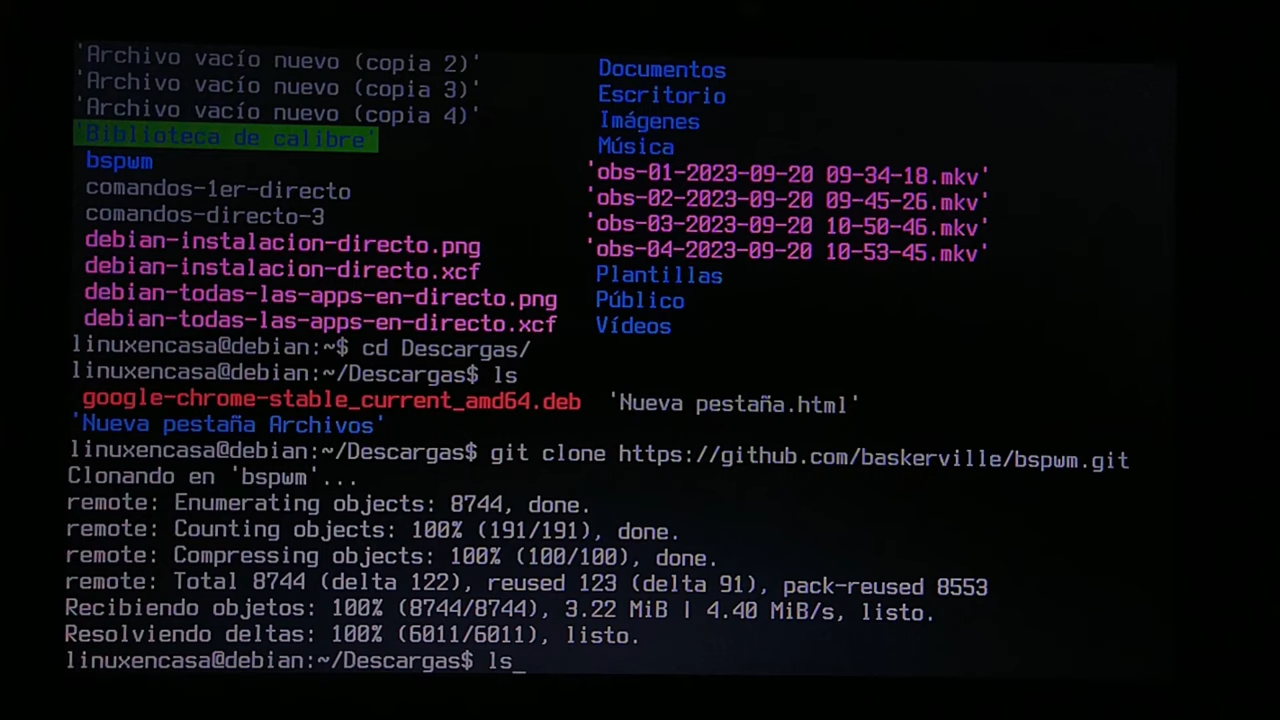 'Archivo vacío nuevo (copia 2)' Documentos
'Archivo vacío nuevo (copia 3)' Escritorio
'Archivo vacío nuevo (copia 4)' Imágenes
'Biblioteca de calibre' Música
bspwm 'obs-01-2023-09-20 09-34-18.mkv'
comandos-1er-directo 'obs-02-2023-09-20 09-45-26.mkv'
comandos-directo-3 'obs-03-2023-09-20 10-50-46.mkv'
debian-instalacion-directo.png 'obs-04-2023-09-20 10-53-45.mkv'
debian-instalacion-directo.xcf Plantillas
debian-todas-las-apps-en-directo.png Público
debian-todas-las-apps-en-directo.xcf Vídeos
linuxencasa@debian:~$ cd Descargas/
linuxencasa@debian:~/Descargas$ ls
google-chrome-stable_current_amd64.deb 'Nueva pestaña.html'
'Nueva pestaña Archivos'
linuxencasa@debian:~/Descargas$ git clone https://github.com/baskerville/bspwm.git
Clonando en 'bspwm'...
remote: Enumerating objects: 8744, done.
remote: Counting objects: 100% (191/191), done.
remote: Compressing objects: 100% (100/100), done.
remote: Total 8744 (delta 122), reused 123 (delta 91), pack-reused 8553
Recibiendo objetos: 100% (8744/8744), 3.22 MiB | 4.40 MiB/s, listo.
Resolviendo deltas: 100% (6011/6011), listo.
linuxencasa@debian:~/Descargas$ ls_